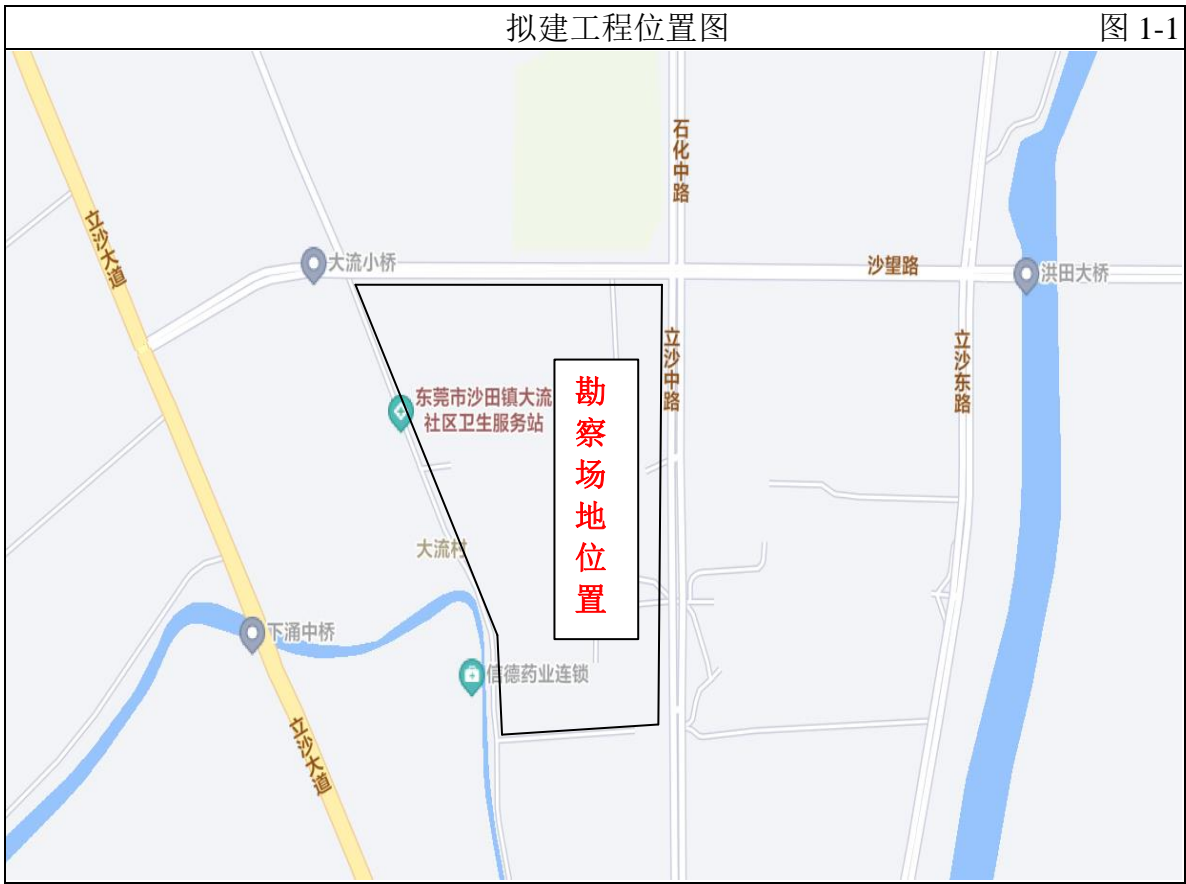 拟建工程位置图
图 1-1
石化中路
立沙大道
大流小桥
沙望路
洪田大桥
立沙中路
立沙东路
东莞市沙田镇大流
社区卫生服务站
勘察场地位置
大流村
下涌中桥
信德药业连锁
立沙大道